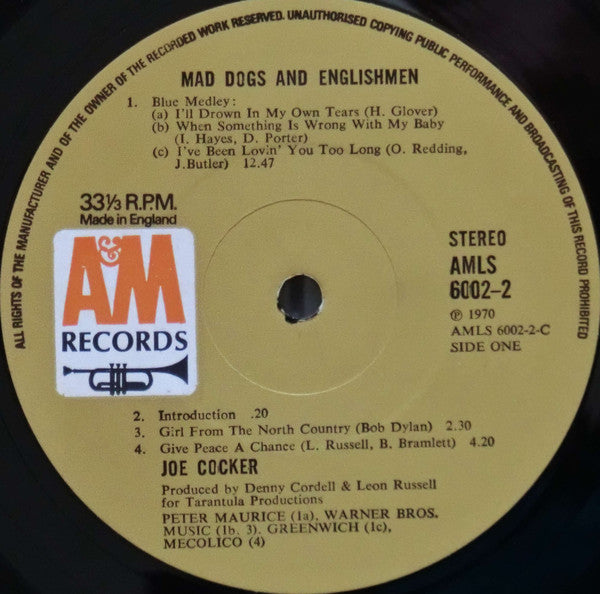 ALL RIGHTS OF THE MANUFACTURER AND OF THE OWNER OF THE RECORDED WORK RESERVED. UNAUTHORISED COPYING PUBLIC PERFORMANCE AND BROADCASTING OF THIS RECORD PROHIBITED
MAD DOGS AND ENGLISHMEN
1. Blue Medley:
(a) I'll Drown In My Own Tears (H. Glover)
(b) When Something Is Wrong With My Baby
(I. Hayes, D. Porter)
(c) I've Been Lovin' You Too Long (O. Redding,
J.Butler) 12.47
33⅓ R.P.M.
Made in England
A&M
RECORDS
STEREO
AMLS
6002-2
℗ 1970
AMLS 6002-2-C
SIDE ONE
2. Introduction .20
3. Girl From The North Country (Bob Dylan) 2.30
4. Give Peace A Chance (L. Russell, B. Bramlett) 4.20
JOE COCKER
Produced by Denny Cordell & Leon Russell
for Tarantula Productions
PETER MAURICE (1a), WARNER BROS.
MUSIC (1b. 3). GREENWICH (1c),
MECOLICO (4)